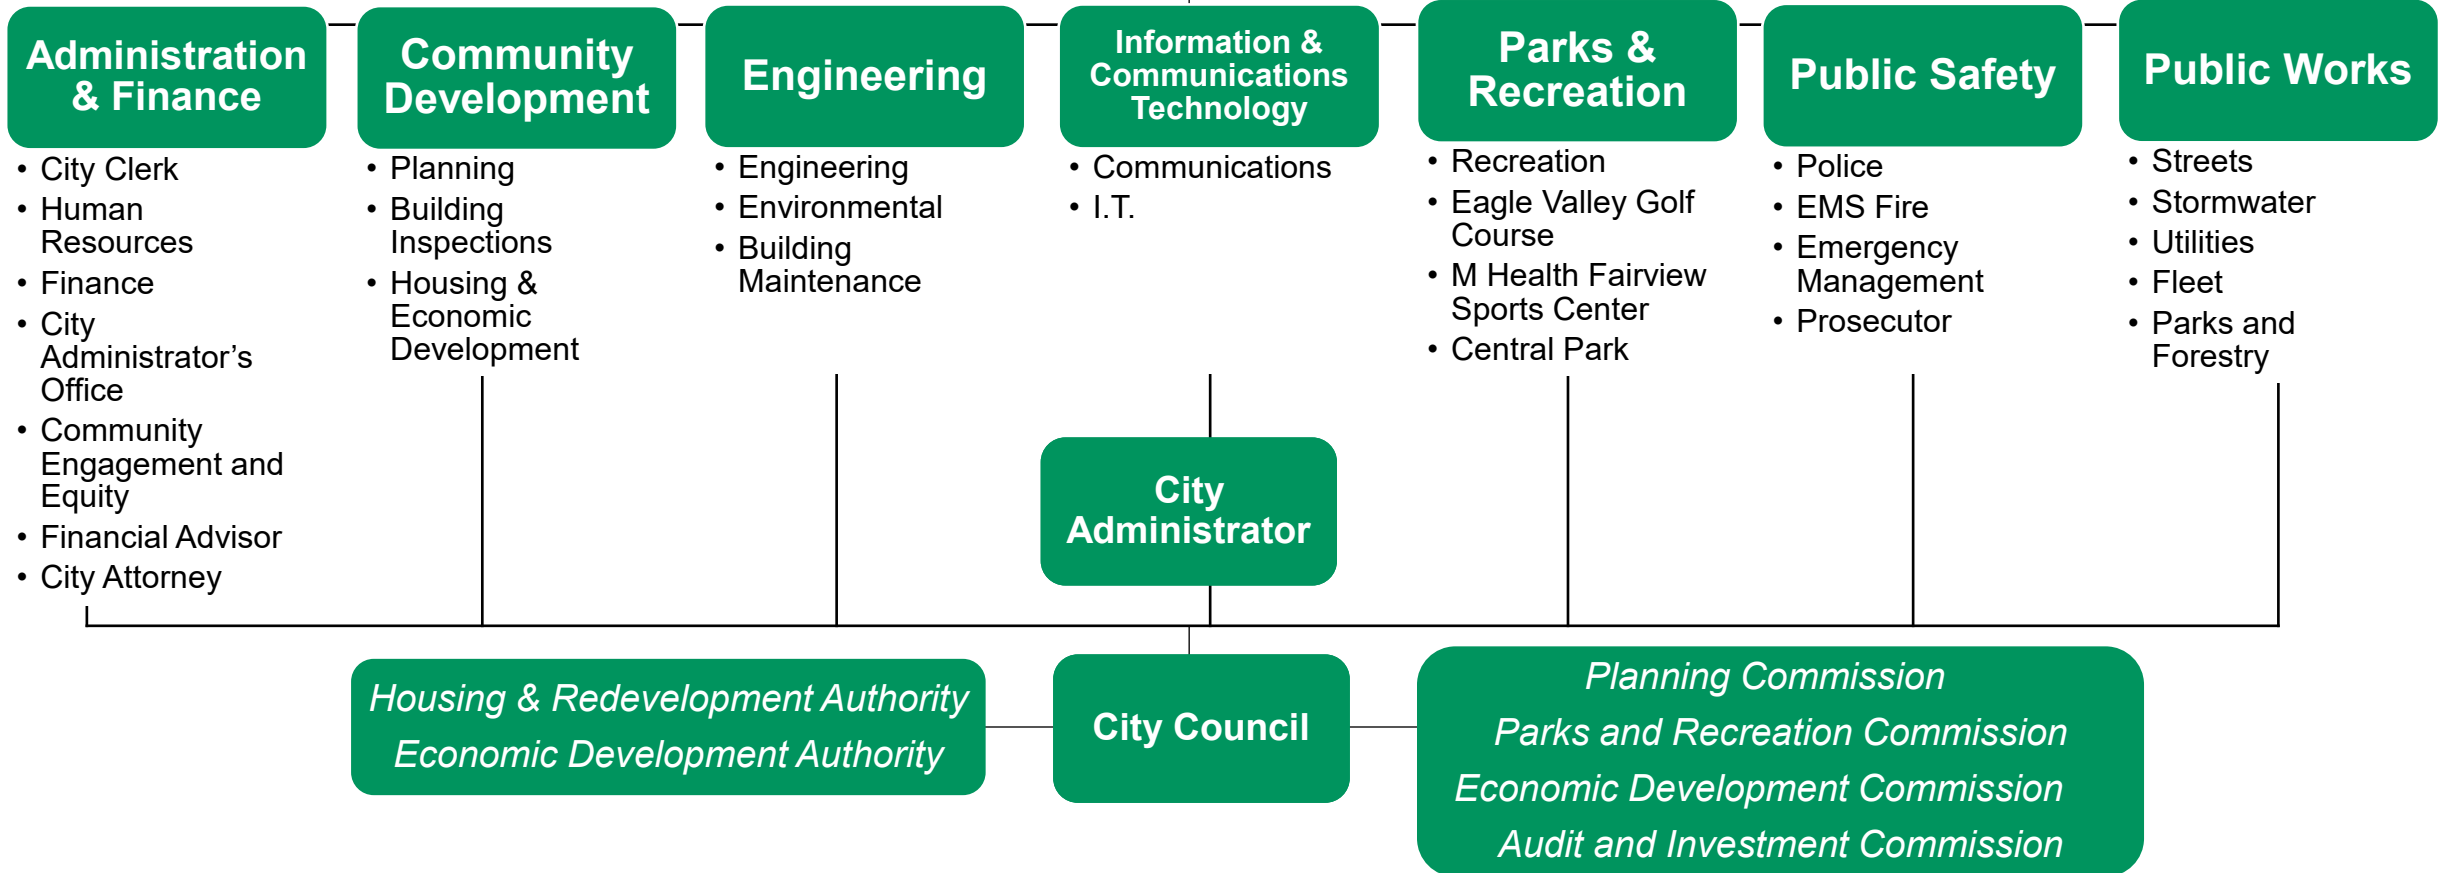 Administration
& Finance
• City Clerk
• Human
Resources
• Finance
• City
Administrator’s
Office
• Community
Engagement and
Equity
• Financial Advisor
• City Attorney
Community
Development
• Planning
• Building
Inspections
• Housing &
Economic
Development
Engineering
• Engineering
• Environmental
• Building
Maintenance
Information &
Communications
Technology
• Communications
• I.T.
Parks &
Recreation
• Recreation
• Eagle Valley Golf
Course
• M Health Fairview
Sports Center
• Central Park
Public Safety
• Police
• EMS Fire
• Emergency
Management
• Prosecutor
Public Works
• Streets
• Stormwater
• Utilities
• Fleet
• Parks and
Forestry
City
Administrator
Housing & Redevelopment Authority
Economic Development Authority
City Council
Planning Commission
Parks and Recreation Commission
Economic Development Commission
Audit and Investment Commission